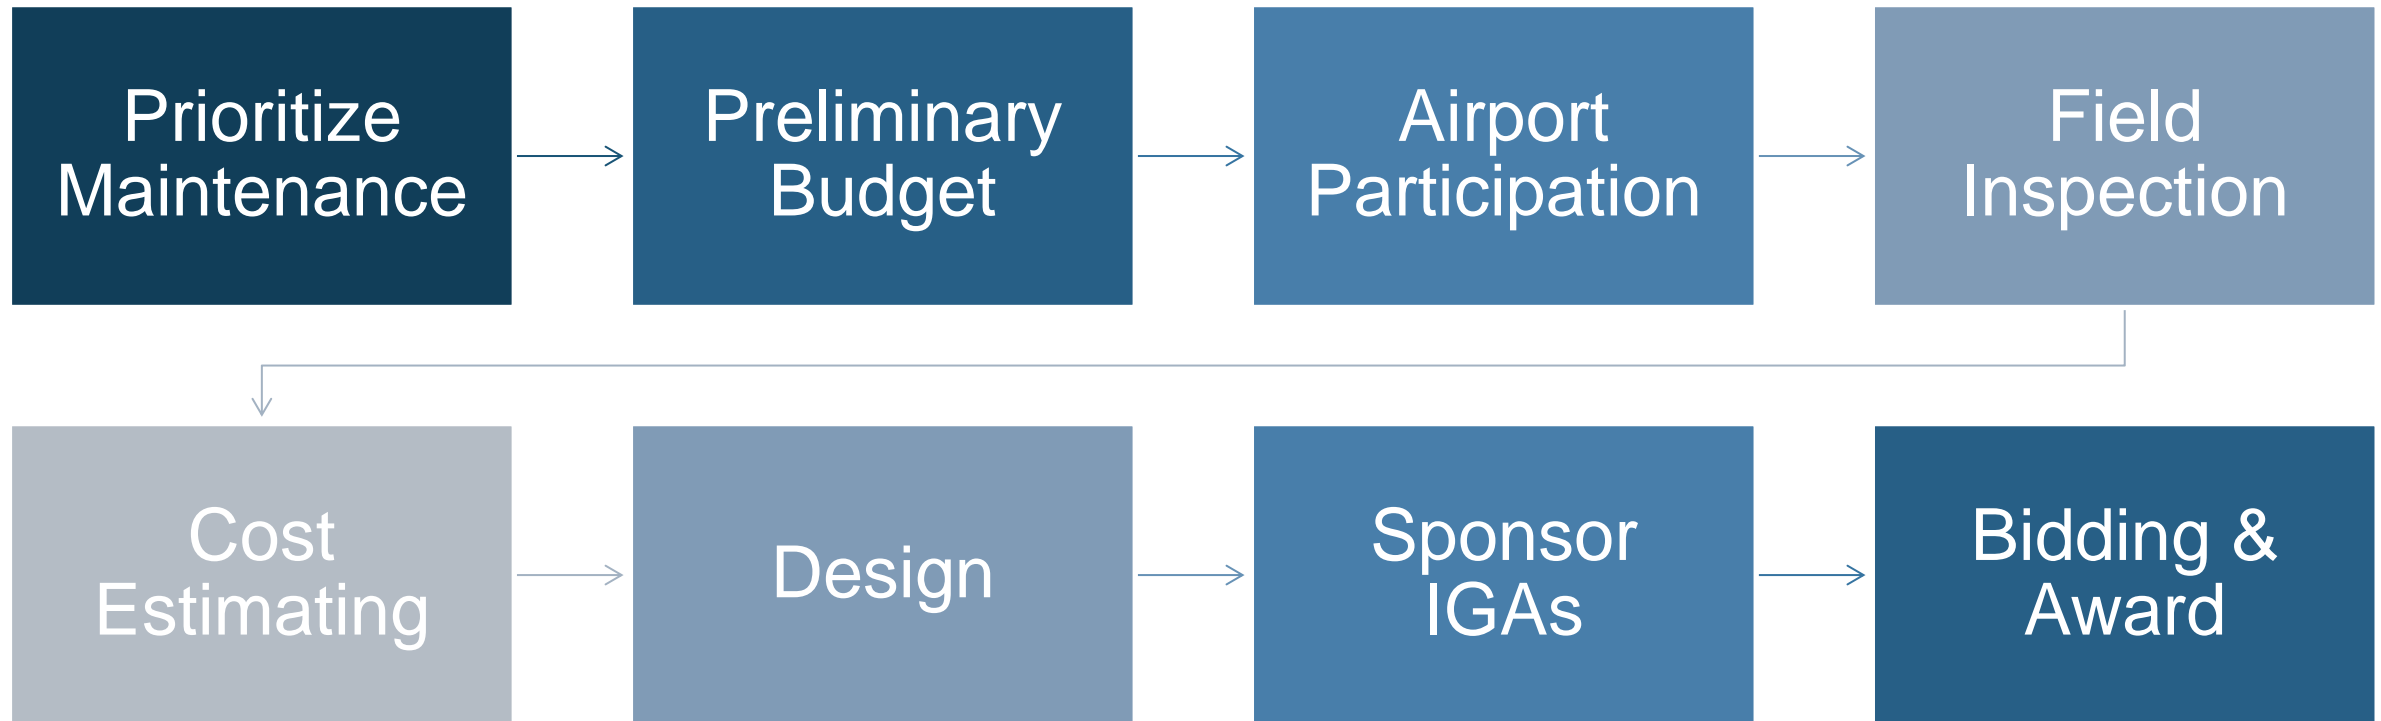 Prioritize
Maintenance
Preliminary
Budget
Airport
Participation
Field
Inspection
Cost
Estimating
Design
Sponsor
IGAs
Bidding &
Award